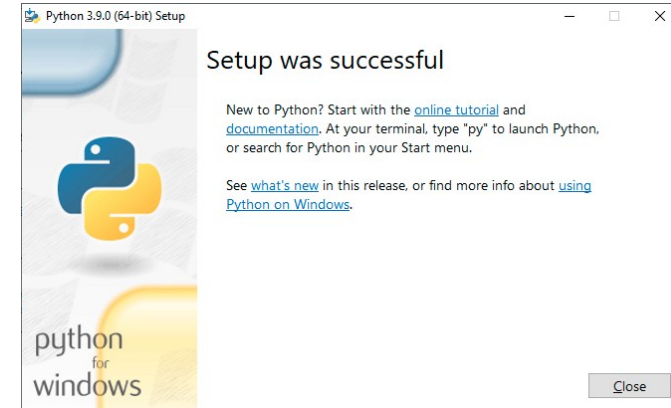 Python 3.9.0 (64-bit) Setup
Setup was successful
New to Python? Start with the online tutorial and
documentation. At your terminal, type "py" to launch Python,
or search for Python in your Start menu.
See what's new in this release, or find more info about using
Python on Windows.
python
for
windows
Close